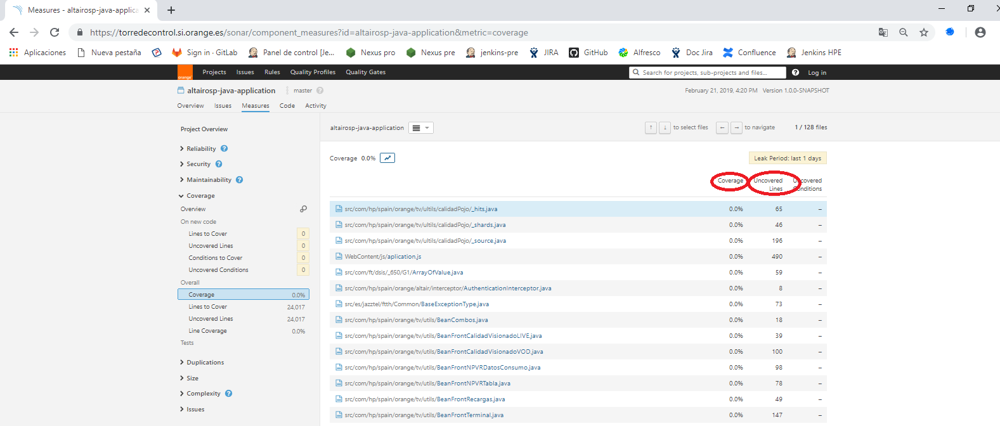 Measures - altairosp-java-applica
https://torredecontrol.si.orange.es/sonar/component_measures?id=altairosp-java-application&metric=coverage
Aplicaciones Nueva pestaña Sign in · GitLab Panel de control [Je... Nexus pro Nexus pre jenkins-pre JIRA GitHub Alfresco Doc Jira Confluence Jenkins HPE
orange Projects Issues Rules Quality Profiles Quality Gates Search for projects, sub-projects and files... Log in
altairosp-java-application master February 21, 2019, 4:20 PM Version 1.0.0-SNAPSHOT
Overview Issues Measures Code Activity
Project Overview
Reliability
Security
Maintainability
Coverage
Overview
On new code
Lines to Cover 0
Uncovered Lines 0
Conditions to Cover 0
Uncovered Conditions 0
Overall
Coverage 0.0%
Lines to Cover 24,017
Uncovered Lines 24,017
Line Coverage 0.0%
Tests
Duplications
Size
Complexity
Issues
altairosp-java-application ↑ ↓ to select files ← → to navigate 1 / 128 files
Coverage 0.0% Leak Period: last 1 days
Coverage Uncovered Uncovered
Lines Conditions
src/com/hp/spain/orange/tv/ultils/calidadPojo/_hits.java 0.0% 65 –
src/com/hp/spain/orange/tv/ultils/calidadPojo/_shards.java 0.0% 46 –
src/com/hp/spain/orange/tv/ultils/calidadPojo/_source.java 0.0% 196 –
WebContent/js/aplication.js 0.0% 490 –
src/com/ft/dsis/_650/G1/ArrayOfValue.java 0.0% 59 –
src/com/hp/spain/orange/altair/interceptor/AuthenticationInterceptor.java 0.0% 8 –
src/es/jazztel/ftth/Common/BaseExceptionType.java 0.0% 73 –
src/com/hp/spain/orange/tv/utils/BeanCombos.java 0.0% 18 –
src/com/hp/spain/orange/tv/utils/BeanFrontCalidadVisionadoLIVE.java 0.0% 39 –
src/com/hp/spain/orange/tv/utils/BeanFrontCalidadVisionadoVOD.java 0.0% 100 –
src/com/hp/spain/orange/tv/utils/BeanFrontNPVRDatosConsumo.java 0.0% 98 –
src/com/hp/spain/orange/tv/utils/BeanFrontNPVRTabla.java 0.0% 78 –
src/com/hp/spain/orange/tv/utils/BeanFrontRecargas.java 0.0% 49 –
src/com/hp/spain/orange/tv/utils/BeanFrontTerminal.java 0.0% 147 –